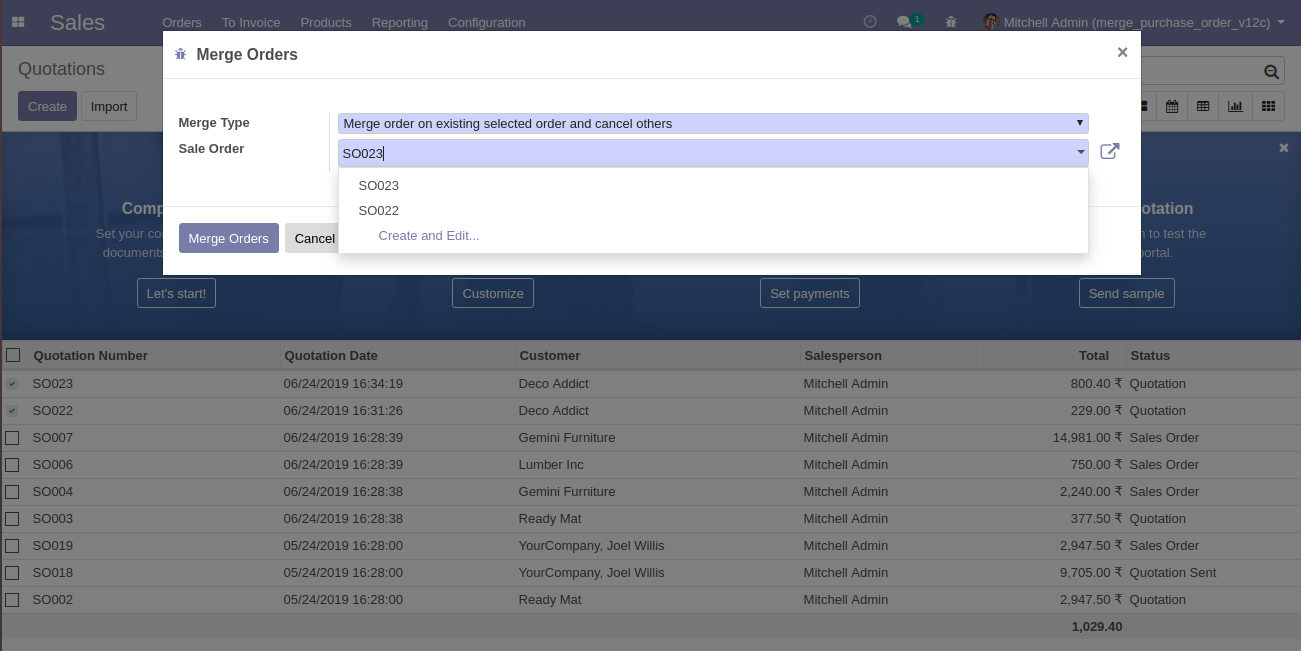 Sales Orders To Invoice Products Reporting Configuration 1 Mitchell Admin (merge_purchase_order_v12c)
Merge Orders ×
Quotations
Create Import
Merge Type Merge order on existing selected order and cancel others
Sale Order SO023
SO023
SO022
Create and Edit...
Merge Orders Cancel
Comp
Set your co
documents
otation
n to test the
portal.
Let's start! Customize Set payments Send sample
Quotation Number Quotation Date Customer Salesperson Total Status
SO023 06/24/2019 16:34:19 Deco Addict Mitchell Admin 800.40 ₹ Quotation
SO022 06/24/2019 16:31:26 Deco Addict Mitchell Admin 229.00 ₹ Quotation
SO007 06/24/2019 16:28:39 Gemini Furniture Mitchell Admin 14,981.00 ₹ Sales Order
SO006 06/24/2019 16:28:39 Lumber Inc Mitchell Admin 750.00 ₹ Sales Order
SO004 06/24/2019 16:28:38 Gemini Furniture Mitchell Admin 2,240.00 ₹ Sales Order
SO003 06/24/2019 16:28:38 Ready Mat Mitchell Admin 377.50 ₹ Quotation
SO019 05/24/2019 16:28:00 YourCompany, Joel Willis Mitchell Admin 2,947.50 ₹ Sales Order
SO018 05/24/2019 16:28:00 YourCompany, Joel Willis Mitchell Admin 9,705.00 ₹ Quotation Sent
SO002 05/24/2019 16:28:00 Ready Mat Mitchell Admin 2,947.50 ₹ Quotation
1,029.40